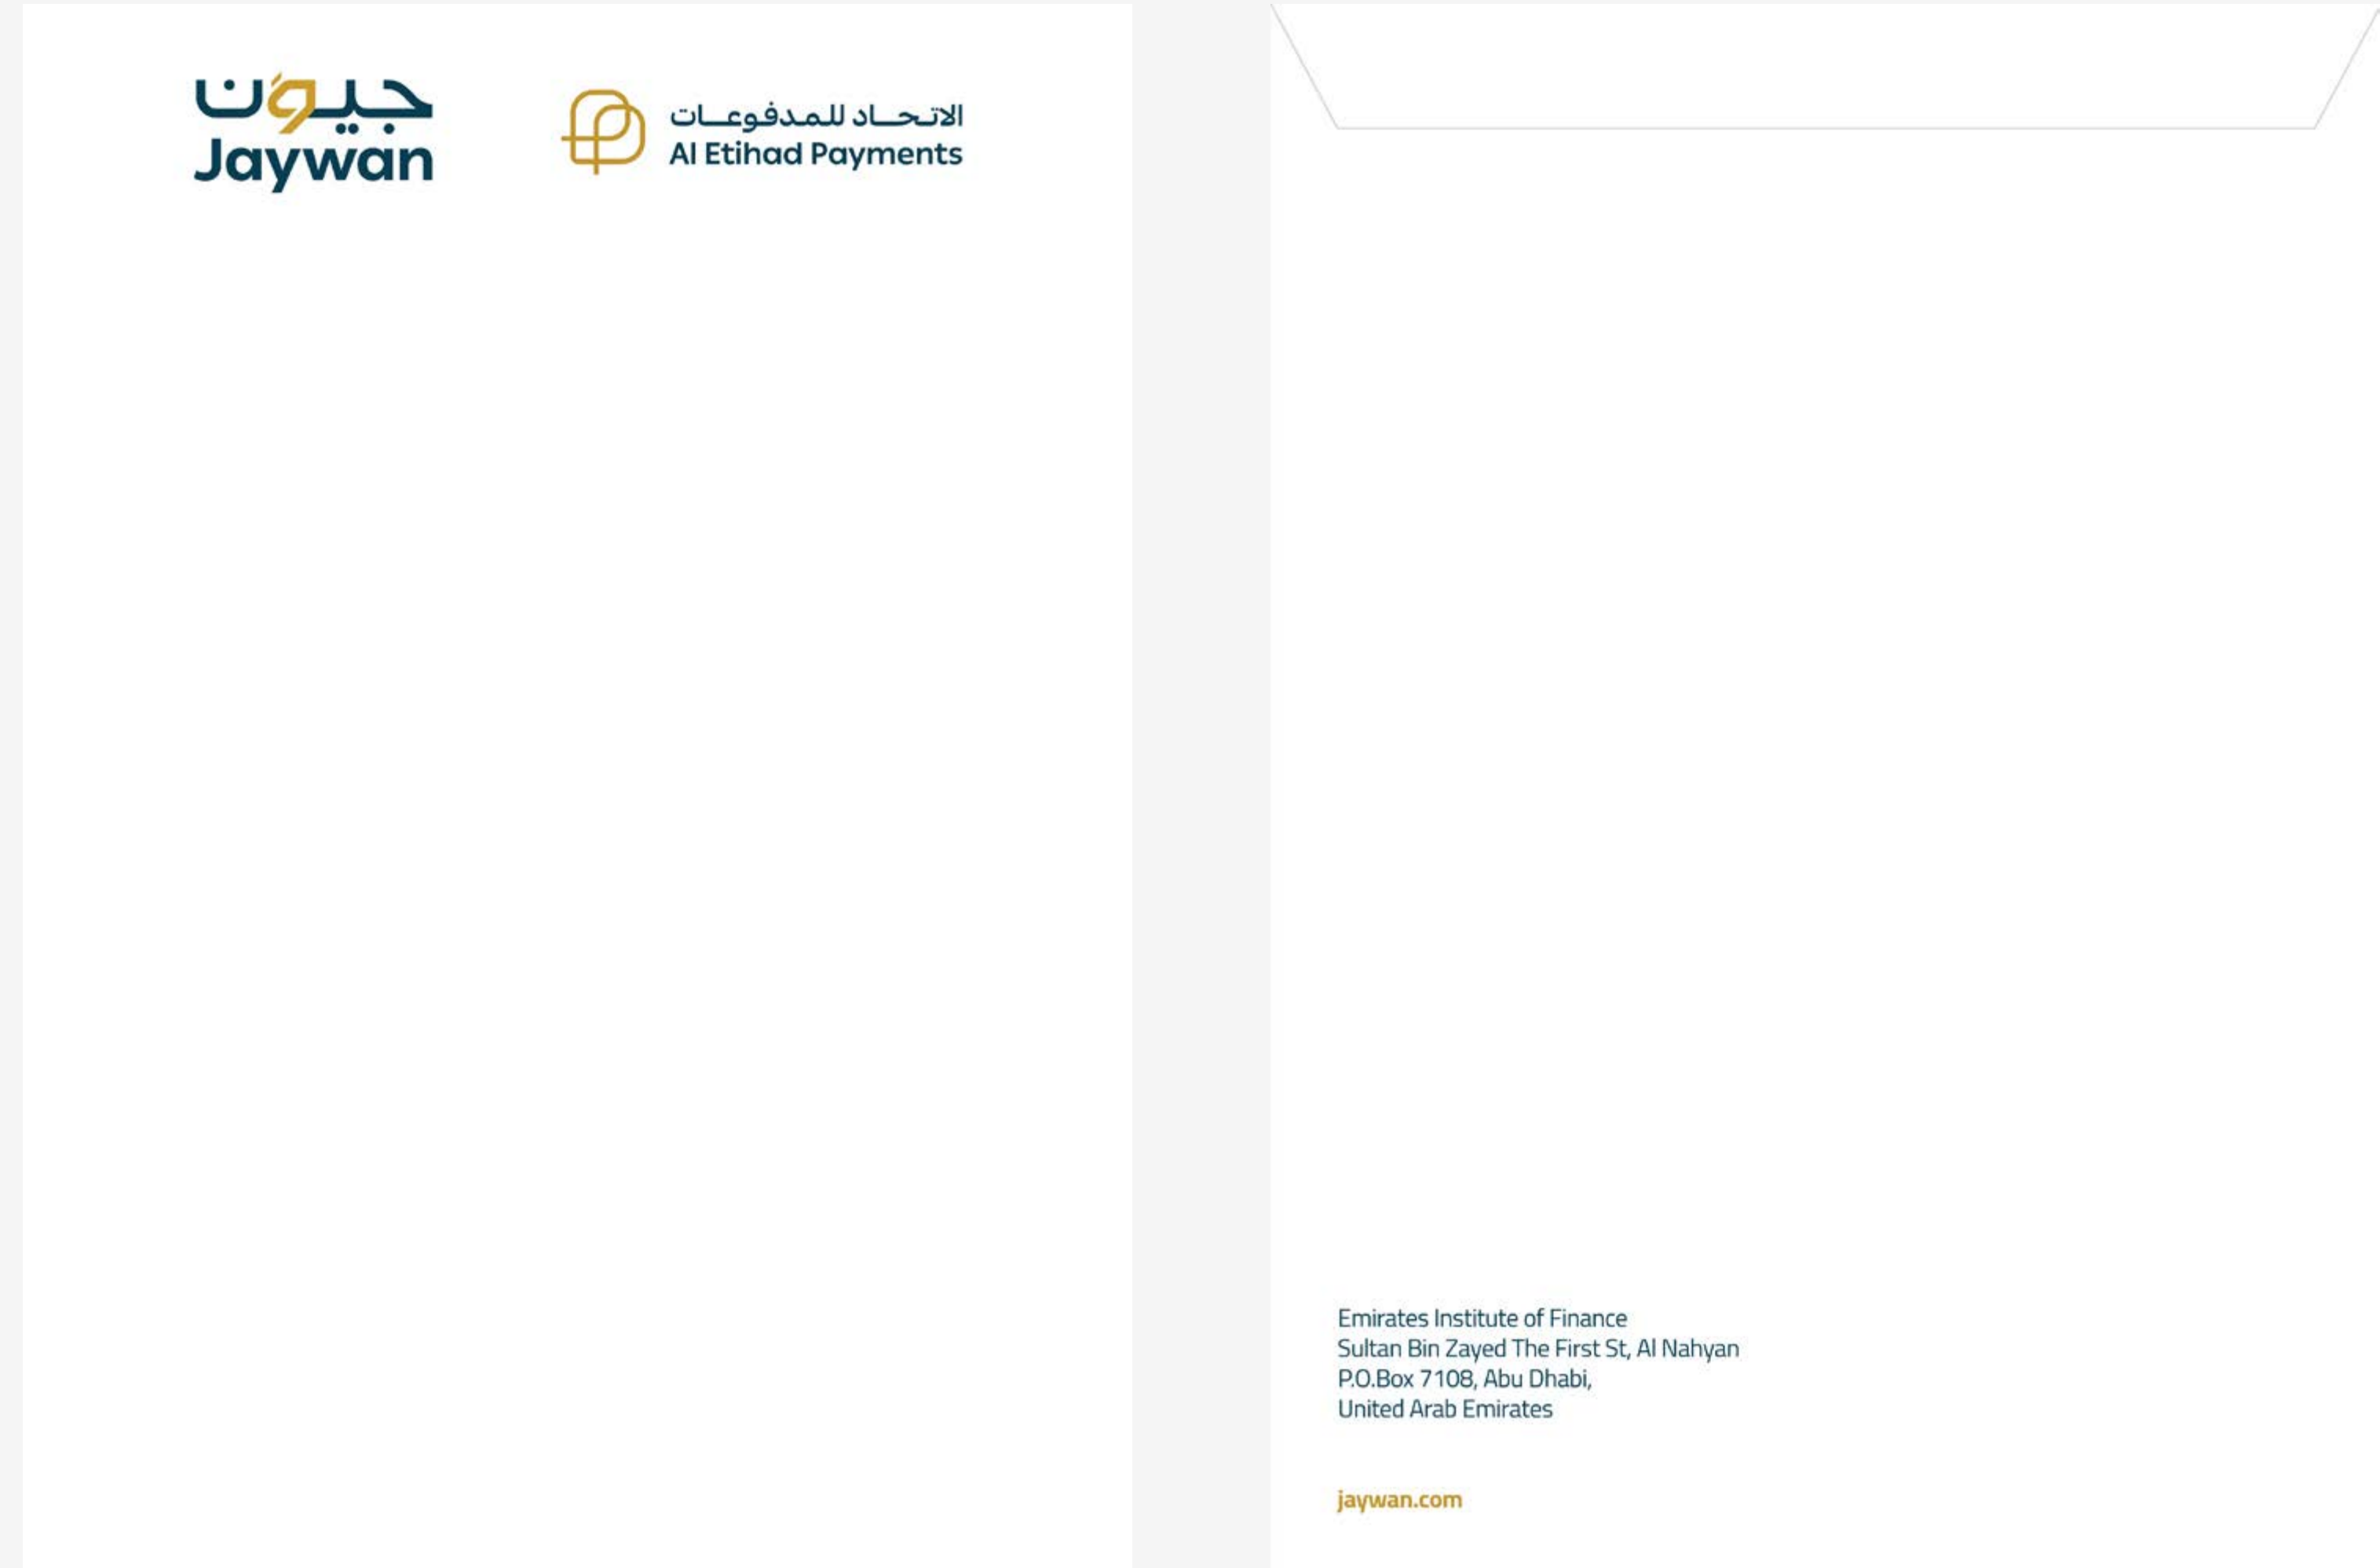 جيوَن
Jaywan
الاتحاد للمدفوعات
Al Etihad Payments
Emirates Institute of Finance
Sultan Bin Zayed The First St, Al Nahyan
P.O.Box 7108, Abu Dhabi,
United Arab Emirates
jaywan.com